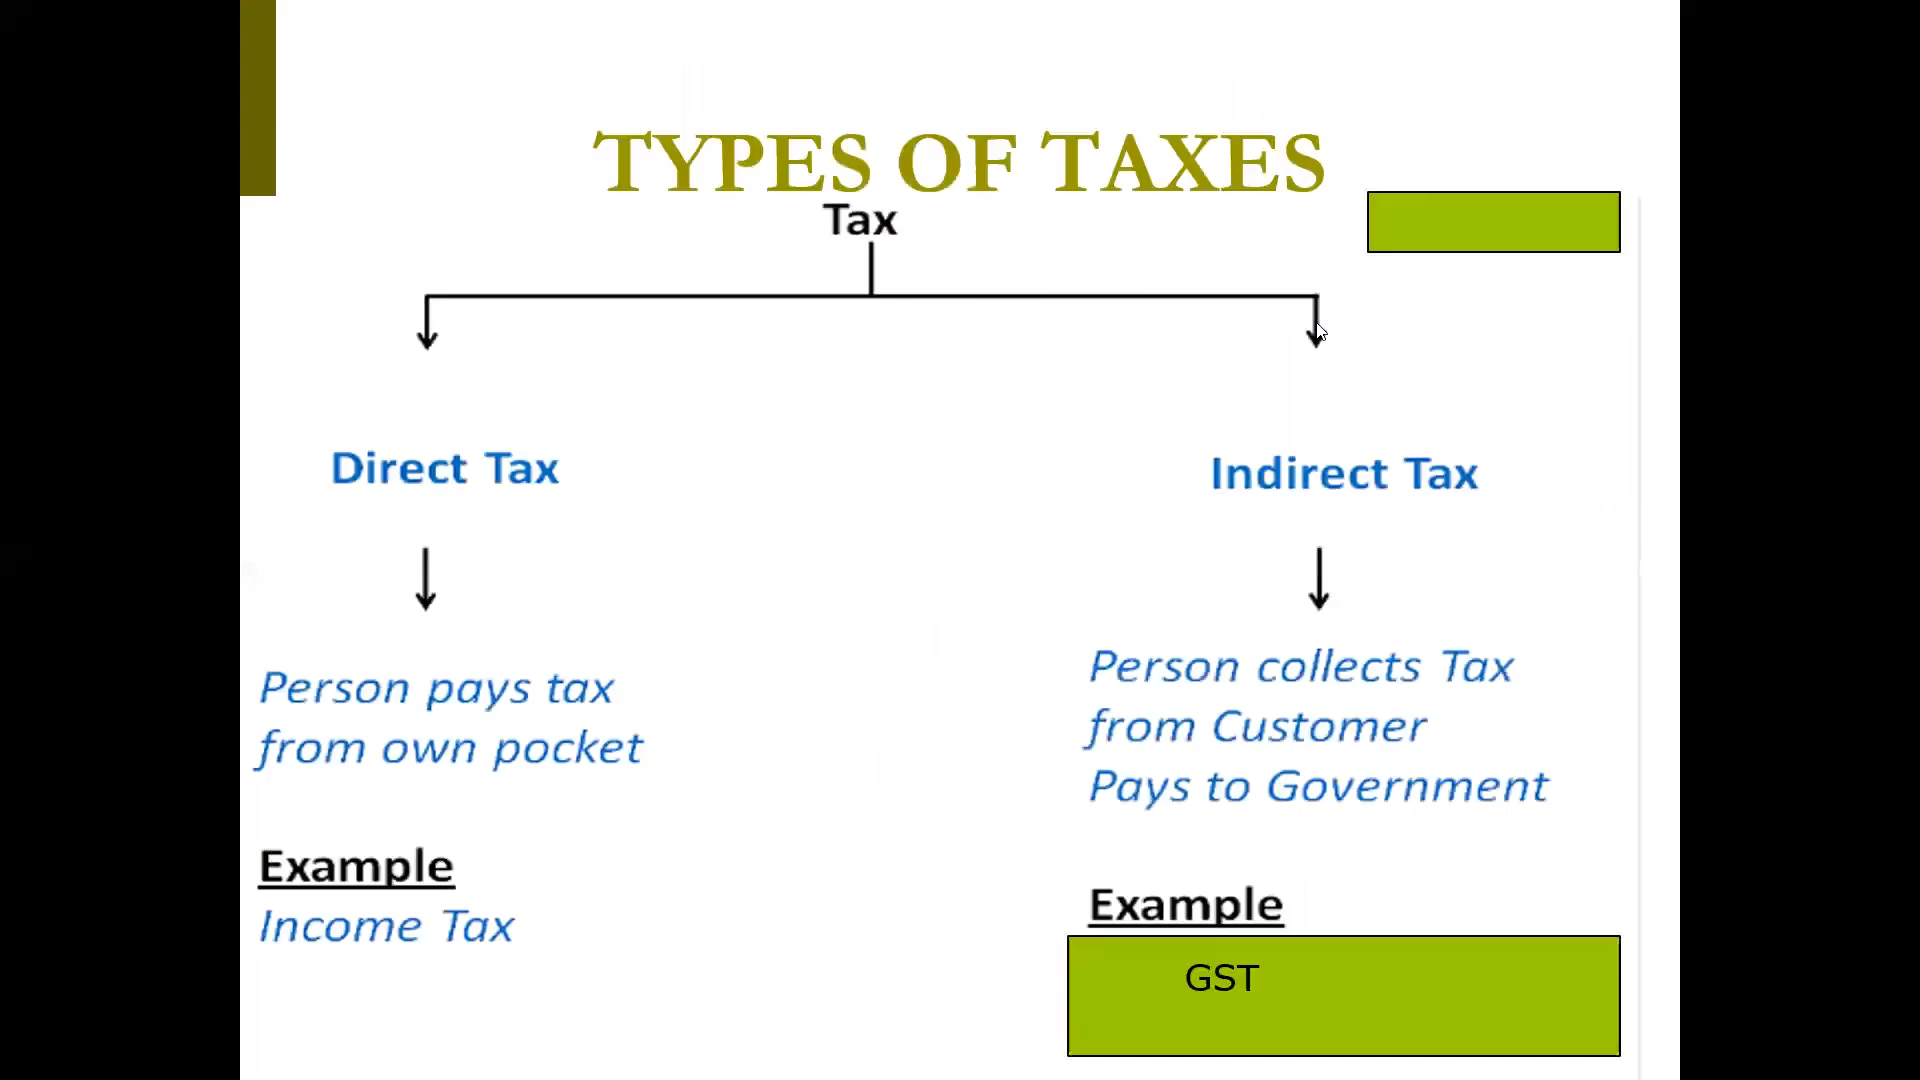 TYPES OF TAXES
Tax
Direct Tax
Indirect Tax
Person pays tax
from own pocket
Person collects Tax
from Customer
Pays to Government
Example
Income Tax
Example
GST